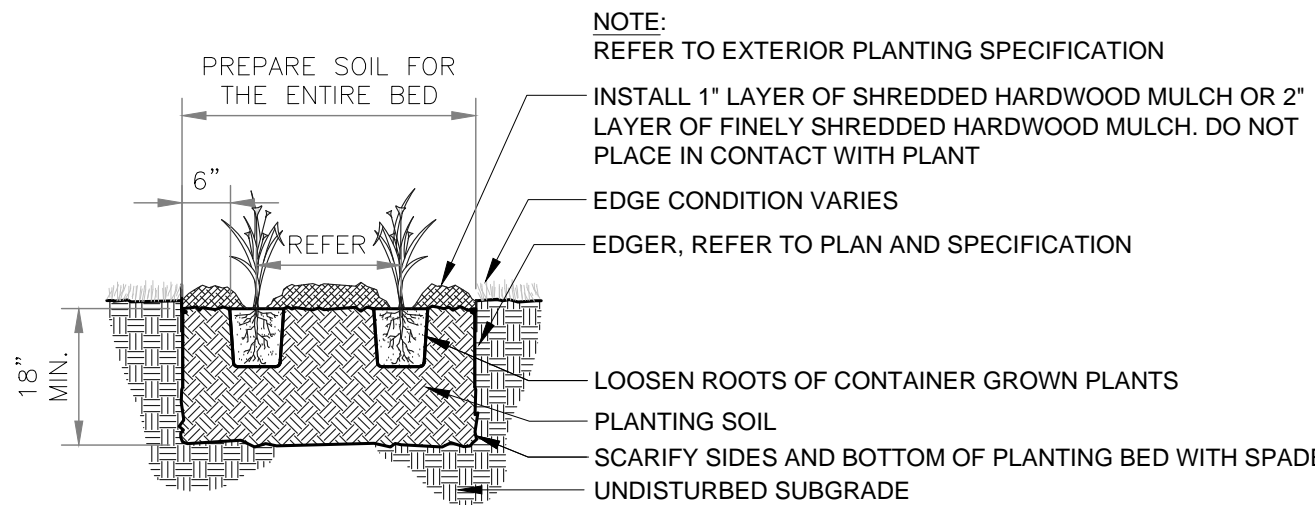 NOTE:
REFER TO EXTERIOR PLANTING SPECIFICATION
PREPARE SOIL FOR
THE ENTIRE BED
INSTALL 1" LAYER OF SHREDDED HARDWOOD MULCH OR 2"
LAYER OF FINELY SHREDDED HARDWOOD MULCH. DO NOT
PLACE IN CONTACT WITH PLANT
6"
EDGE CONDITION VARIES
REFER
EDGER, REFER TO PLAN AND SPECIFICATION
18"
MIN.
LOOSEN ROOTS OF CONTAINER GROWN PLANTS
PLANTING SOIL
SCARIFY SIDES AND BOTTOM OF PLANTING BED WITH SPADE
UNDISTURBED SUBGRADE